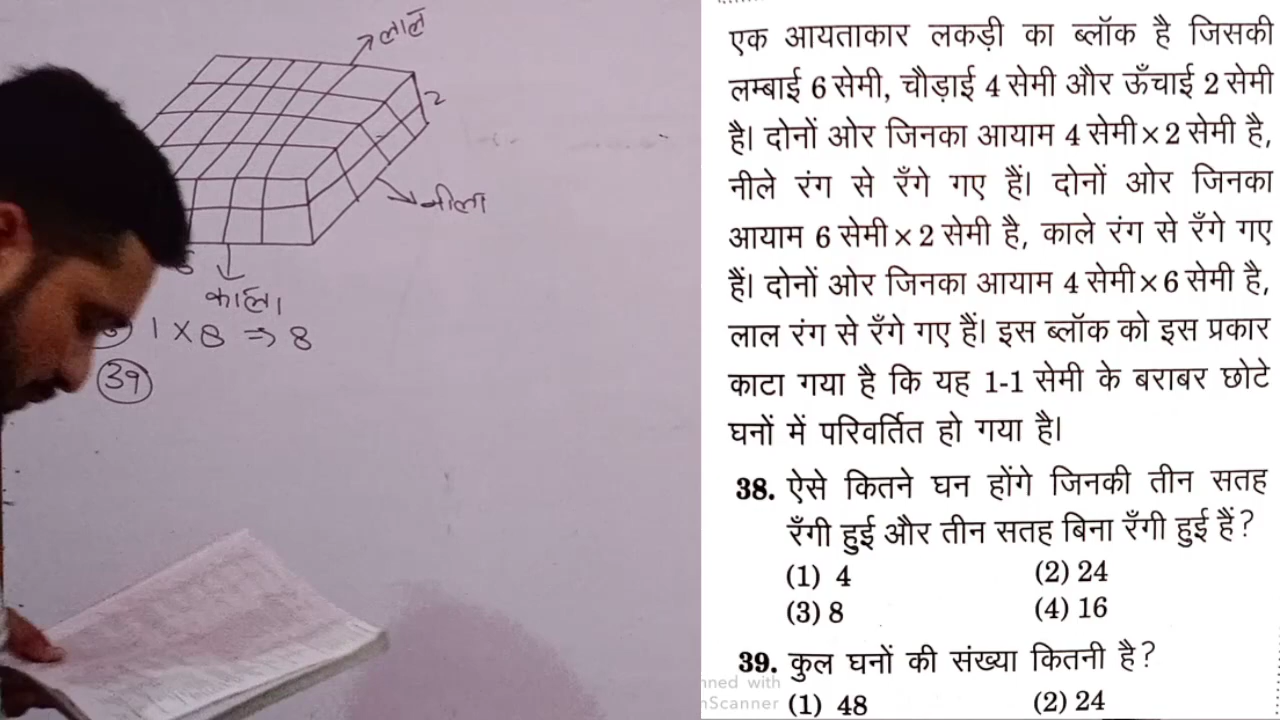 लाल
2
नीला
काला
1 × 8 ⇒ 8
39
एक आयताकार लकड़ी का ब्लॉक है जिसकी
लम्बाई 6 सेमी, चौड़ाई 4 सेमी और ऊँचाई 2 सेमी
है। दोनों ओर जिनका आयाम 4 सेमी×2 सेमी है,
नीले रंग से रँगे गए हैं। दोनों ओर जिनका
आयाम 6 सेमी×2 सेमी है, काले रंग से रँगे गए
हैं। दोनों ओर जिनका आयाम 4 सेमी×6 सेमी है,
लाल रंग से रँगे गए हैं। इस ब्लॉक को इस प्रकार
काटा गया है कि यह 1-1 सेमी के बराबर छोटे
घनों में परिवर्तित हो गया है।
38. ऐसे कितने घन होंगे जिनकी तीन सतह
रँगी हुई और तीन सतह बिना रँगी हुई हैं?
(1) 4 (2) 24
(3) 8 (4) 16
39. कुल घनों की संख्या कितनी है?
nned with
Scanner
(1) 48 (2) 24